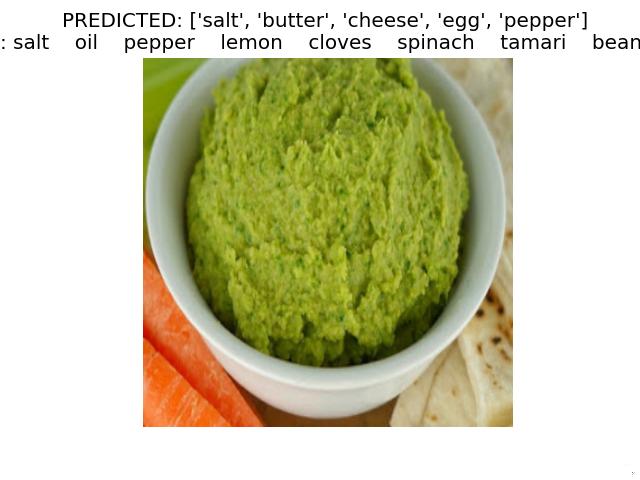 PREDICTED: ['salt', 'butter', 'cheese', 'egg', 'pepper']
: salt oil pepper lemon cloves spinach tamari bean